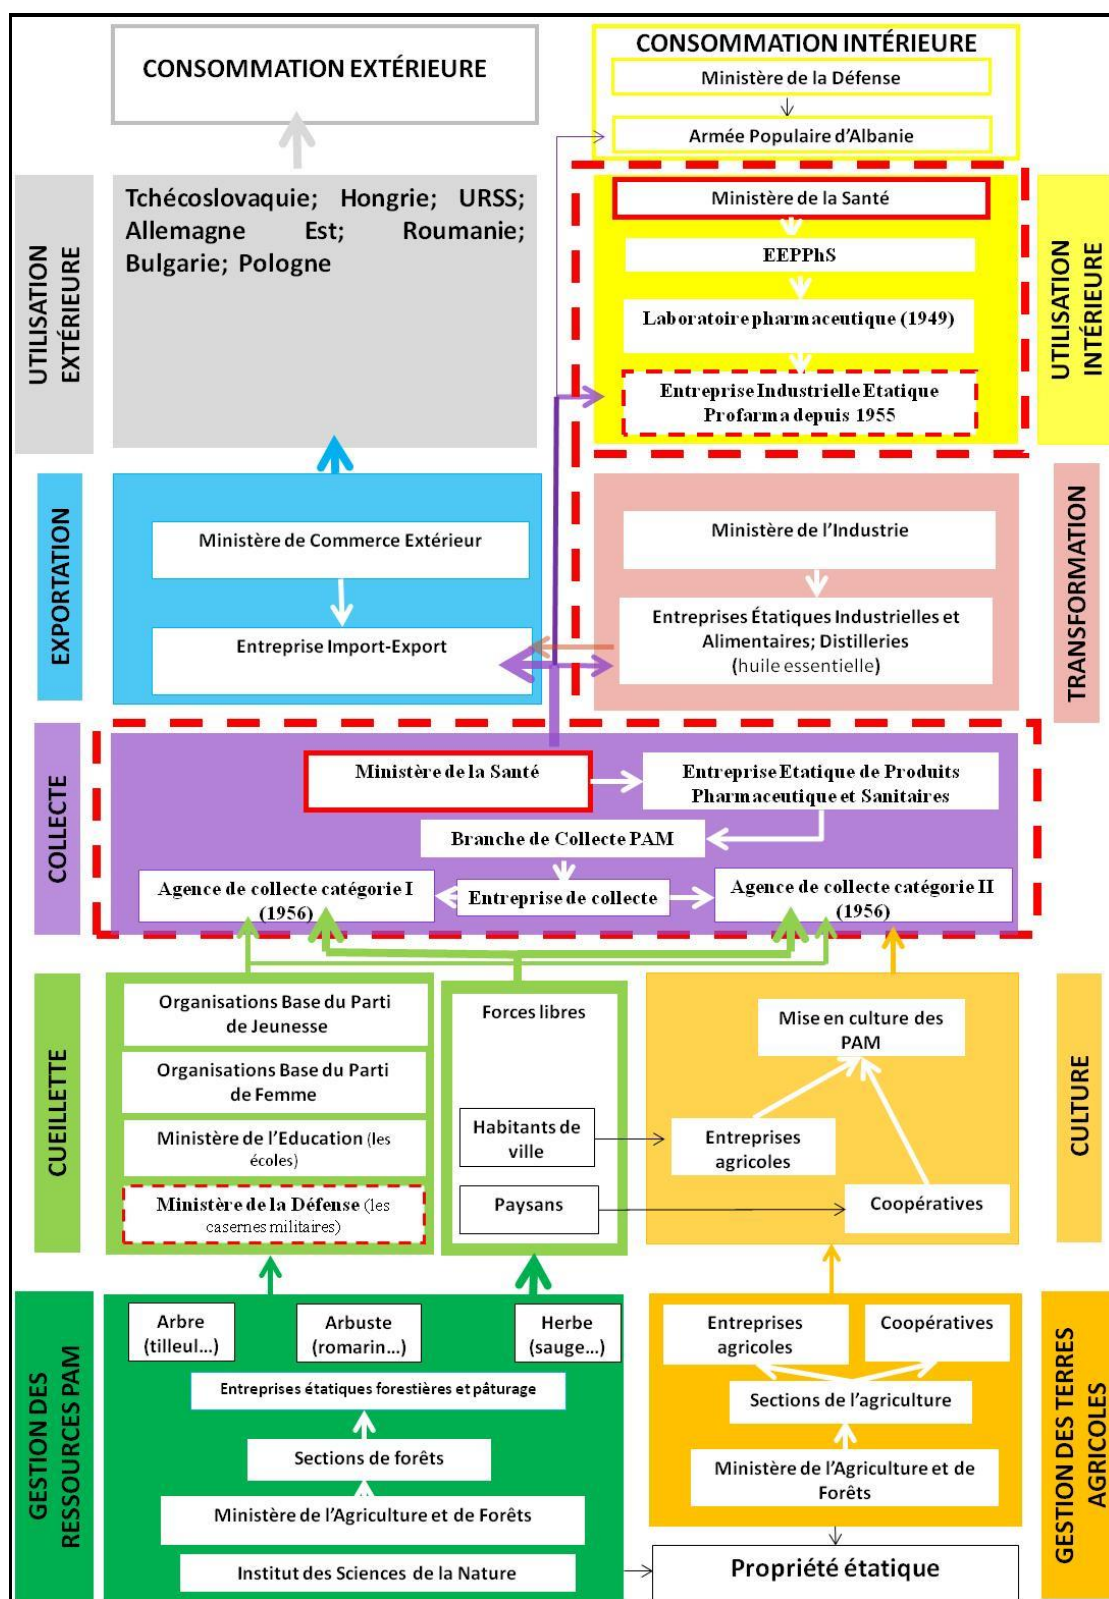 CONSOMMATION EXTÉRIEURE
CONSOMMATION INTÉRIEURE
Ministère de la Défense
Armée Populaire d'Albanie
UTILISATION
EXTÉRIEURE
Tchécoslovaquie; Hongrie; URSS;
Allemagne Est; Roumanie;
Bulgarie; Pologne
Ministère de la Santé
EEPPhS
Laboratoire pharmaceutique (1949)
Entreprise Industrielle Etatique
Profarma depuis 1955
UTILISATION
INTÉRIEURE
EXPORTATION
Ministère de Commerce Extérieur
Entreprise Import-Export
Ministère de l'Industrie
Entreprises Étatiques Industrielles et
Alimentaires; Distilleries
(huile essentielle)
TRANSFORMATION
COLLECTE
Ministère de la Santé
Entreprise Etatique de Produits
Pharmaceutique et Sanitaires
Branche de Collecte PAM
Agence de collecte catégorie I
(1956)
Entreprise de collecte
Agence de collecte catégorie II
(1956)
CUEILLETTE
Organisations Base du Parti
de Jeunesse
Organisations Base du Parti
de Femme
Ministère de l'Education (les
écoles)
Ministère de la Défense (les
casernes militaires)
Forces libres
Habitants de
ville
Paysans
Mise en culture des
PAM
Entreprises
agricoles
Coopératives
CULTURE
GESTION DES
RESSOURCES PAM
Arbre
(tilleul...)
Arbuste
(romarin...)
Herbe
(sauge...)
Entreprises étatiques forestières et pâturage
Sections de forêts
Ministère de l'Agriculture et de Forêts
Institut des Sciences de la Nature
Entreprises
agricoles
Coopératives
Sections de l'agriculture
Ministère de l'Agriculture et de
Forêts
Propriété étatique
GESTION DES TERRES
AGRICOLES